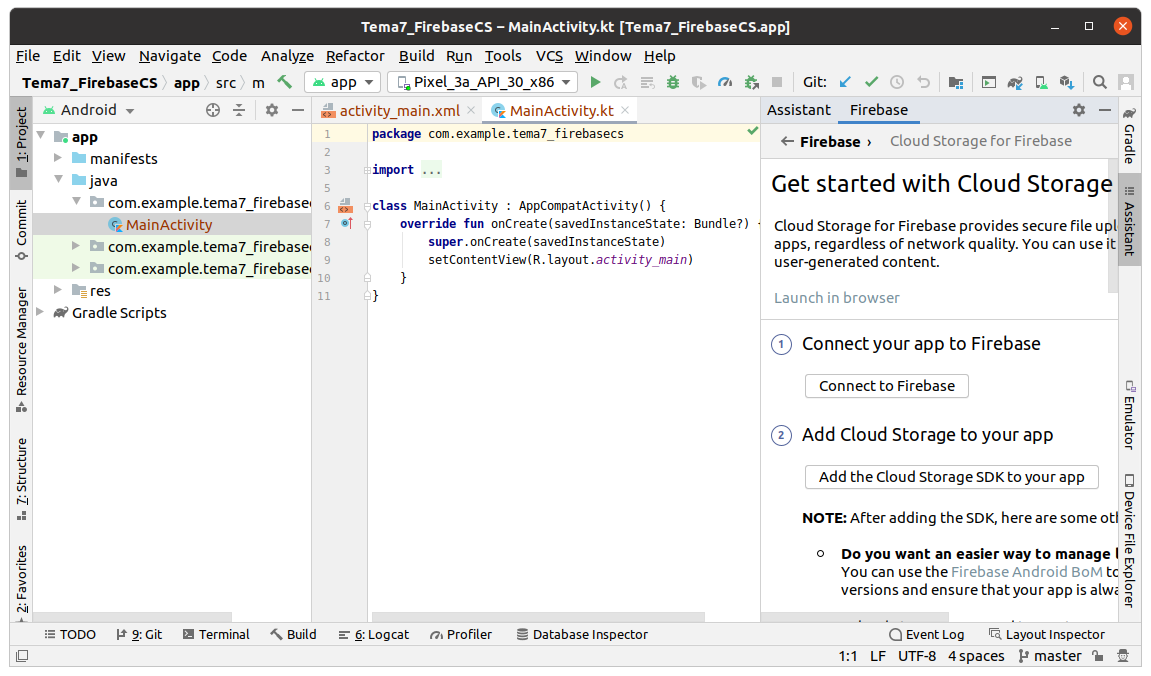 Tema7_FirebaseCS – MainActivity.kt [Tema7_FirebaseCS.app]
File Edit View Navigate Code Analyze Refactor Build Run Tools VCS Window Help
Tema7_FirebaseCS app src m app Pixel_3a_API_30_x86 Git:
1: Project
Commit
Resource Manager
7: Structure
2: Favorites
Android
app
manifests
java
com.example.tema7_firebase
MainActivity
com.example.tema7_firebase
com.example.tema7_firebase
res
Gradle Scripts
activity_main.xml MainActivity.kt
1 package com.example.tema7_firebasecs
2
3 import ...
5
6 class MainActivity : AppCompatActivity() {
7 override fun onCreate(savedInstanceState: Bundle?) {
8 super.onCreate(savedInstanceState)
9 setContentView(R.layout.activity_main)
10 }
11 }
Assistant Firebase
← Firebase › Cloud Storage for Firebase
Get started with Cloud Storage
Cloud Storage for Firebase provides secure file upl
apps, regardless of network quality. You can use it
user-generated content.
Launch in browser
1 Connect your app to Firebase
Connect to Firebase
2 Add Cloud Storage to your app
Add the Cloud Storage SDK to your app
NOTE: After adding the SDK, here are some oth
Do you want an easier way to manage l
You can use the Firebase Android BoM to
versions and ensure that your app is alwa
Gradle
Assistant
Emulator
Device File Explorer
TODO 9: Git Terminal Build 6: Logcat Profiler Database Inspector Event Log Layout Inspector
1:1 LF UTF-8 4 spaces master